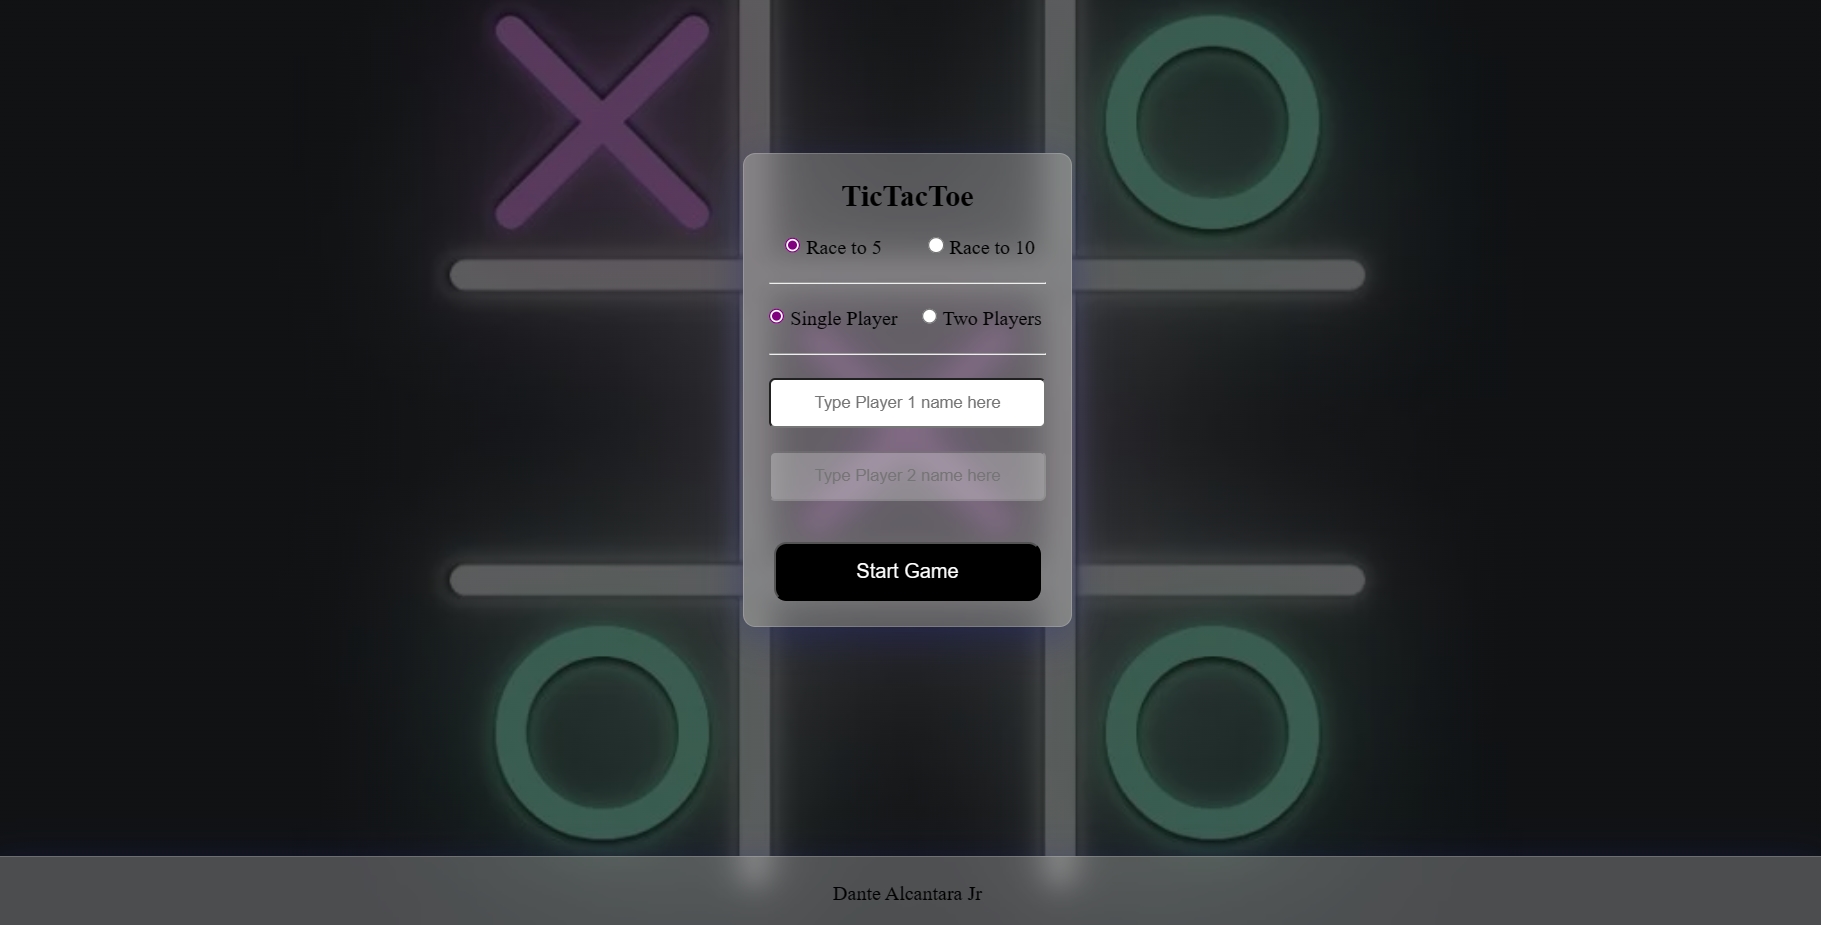 TicTacToe
Race to 5 Race to 10
Single Player Two Players
Type Player 1 name here
Type Player 2 name here
Start Game
Dante Alcantara Jr